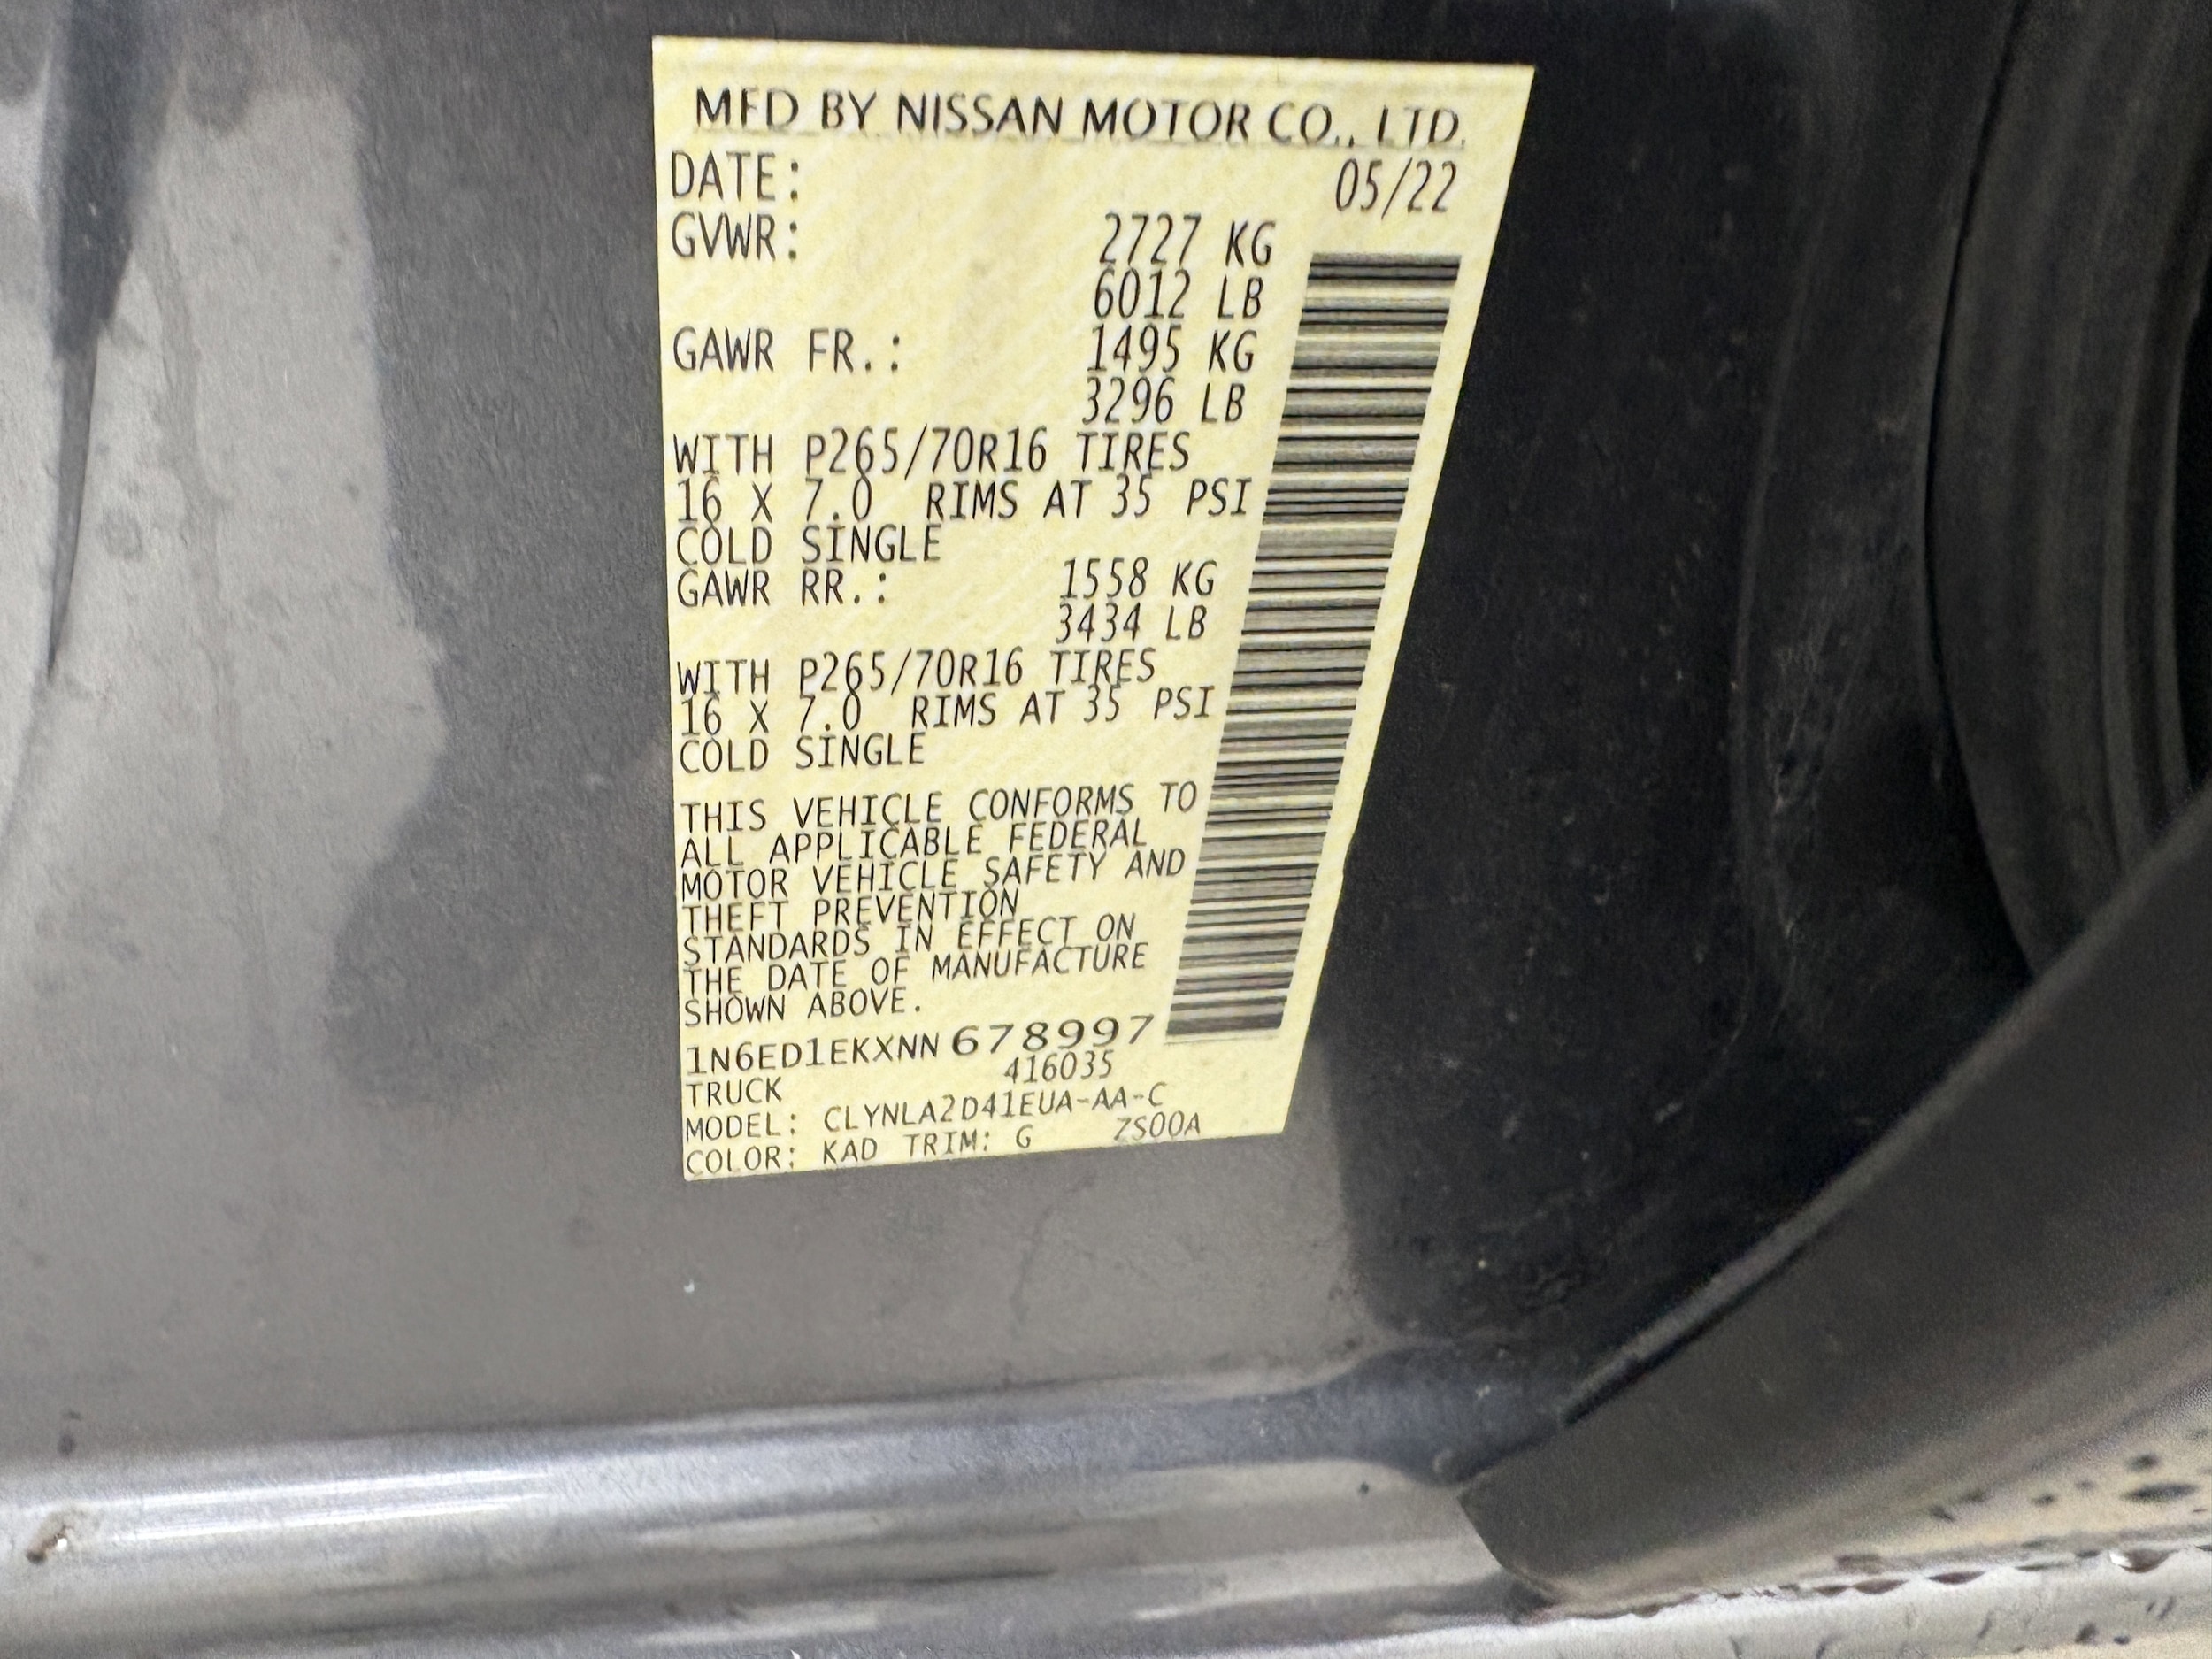 MFD BY NISSAN MOTOR CO., LTD.
DATE: 05/22
GVWR: 2727 KG
6012 LB
GAWR FR.: 1495 KG
3296 LB
WITH P265/70R16 TIRES
16 X 7.0 RIMS AT 35 PSI
COLD SINGLE
GAWR RR.: 1558 KG
3434 LB
WITH P265/70R16 TIRES
16 X 7.0 RIMS AT 35 PSI
COLD SINGLE
THIS VEHICLE CONFORMS TO
ALL APPLICABLE FEDERAL
MOTOR VEHICLE SAFETY AND
THEFT PREVENTION
STANDARDS IN EFFECT ON
THE DATE OF MANUFACTURE
SHOWN ABOVE.
1N6ED1EKXNN678997
TRUCK 416035
MODEL: CLYNLA2D41EUA-AA-C
COLOR: KAD TRIM: G ZS00A